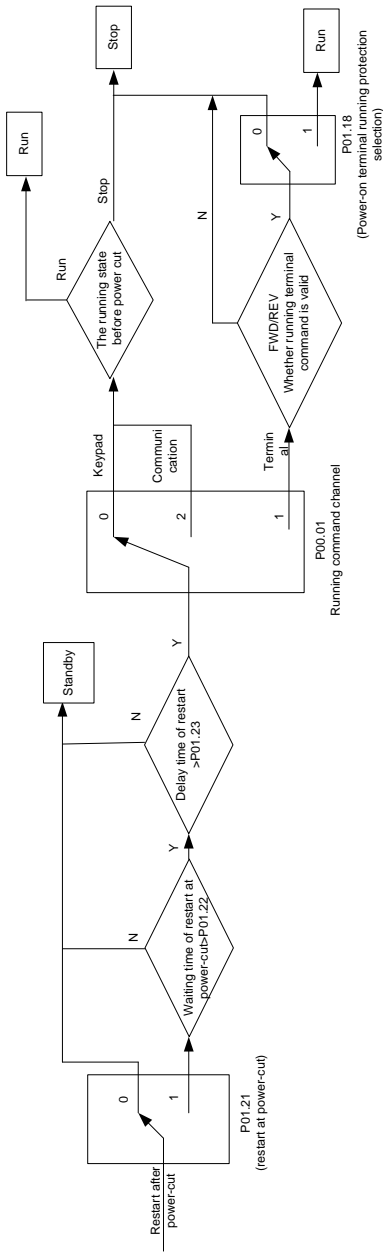 Restart after
power-cut
0
1
P01.21
(restart at power-cut)
Waiting time of restart at
power-cut>P01.22
N
Y
Delay time of restart
>P01.23
N
Y
Standby
0
2
1
P00.01
Running command channel
Keypad
Communi
cation
Termin
al
The running state
before power cut
Run
Stop
Run
Stop
FWD/REV
Whether running terminal
command is valid
N
Y
0
1
P01.18
(Power-on terminal running protection
selection)
Run